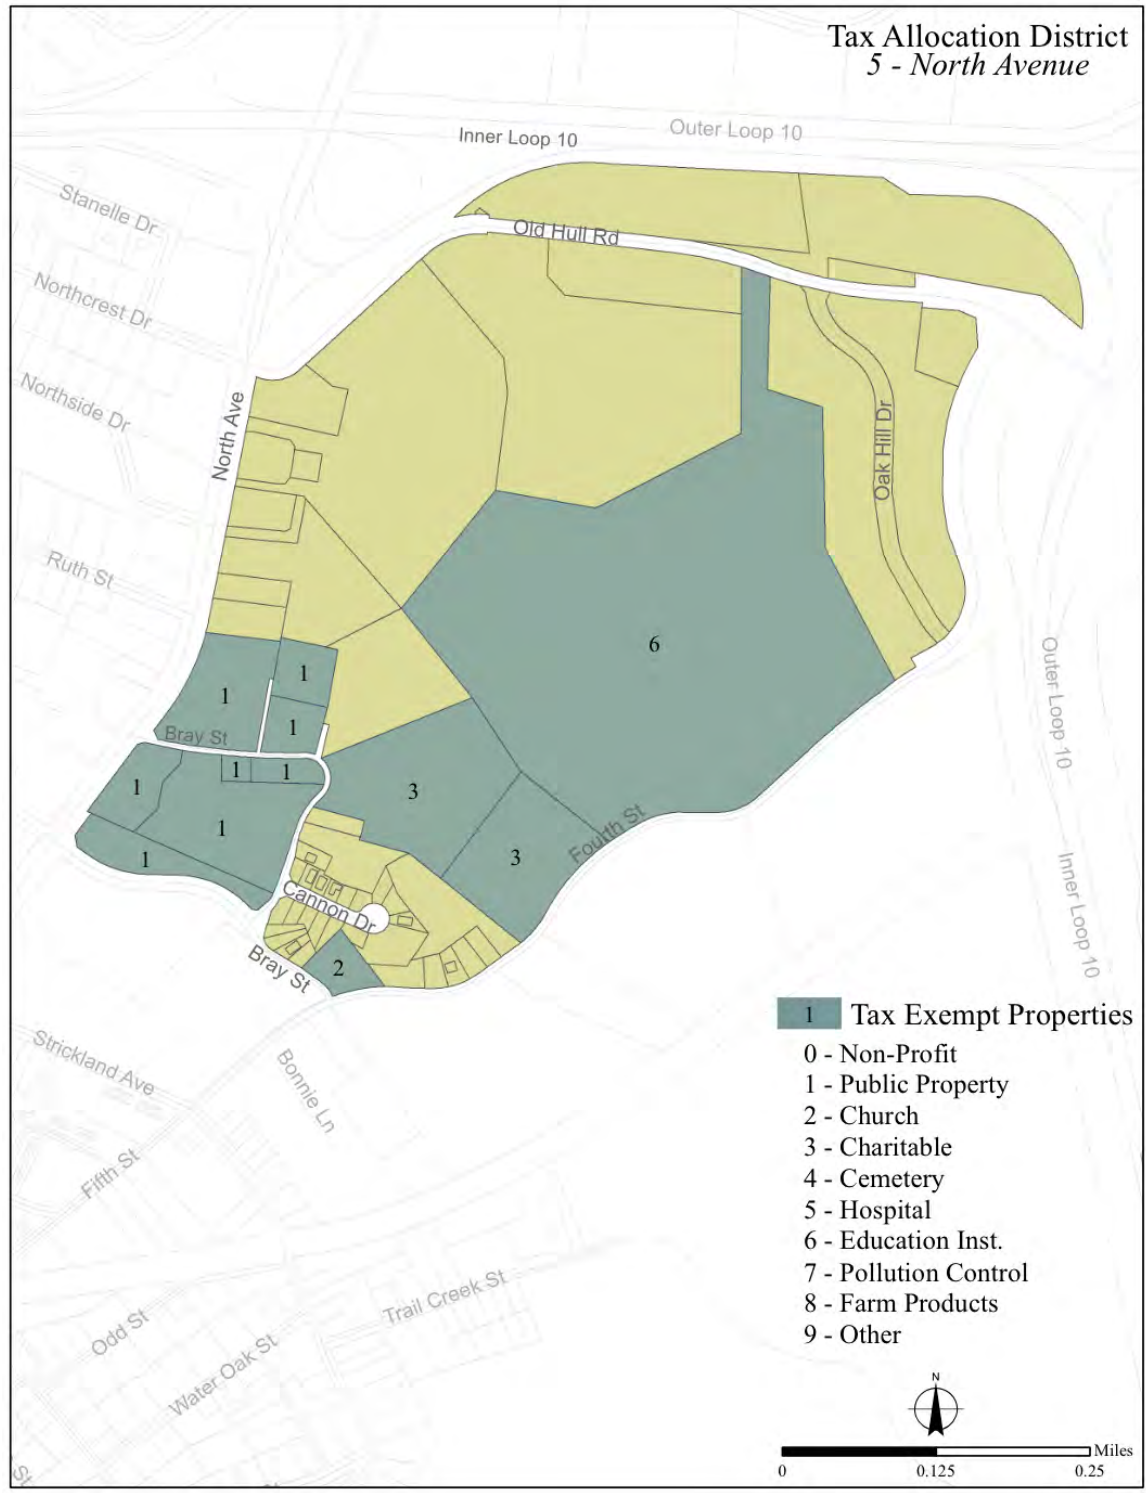 Tax Allocation District
5 - North Avenue
Outer Loop 10
Inner Loop 10
Stanelle Dr
Old Hull Rd
Northcrest Dr
Northside Dr
North Ave
Oak Hill Dr
Ruth St
6
1
1
1
Bray St
1
1
1
3
1
1
3
Fourth St
Outer Loop 10
Inner Loop 10
Cannon Dr
2
Bray St
Strickland Ave
Bonnie Ln
Fifth St
Odd St
Water Oak St
Trail Creek St
St
1 Tax Exempt Properties
0 - Non-Profit
1 - Public Property
2 - Church
3 - Charitable
4 - Cemetery
5 - Hospital
6 - Education Inst.
7 - Pollution Control
8 - Farm Products
9 - Other
N
Miles
0 0.125 0.25